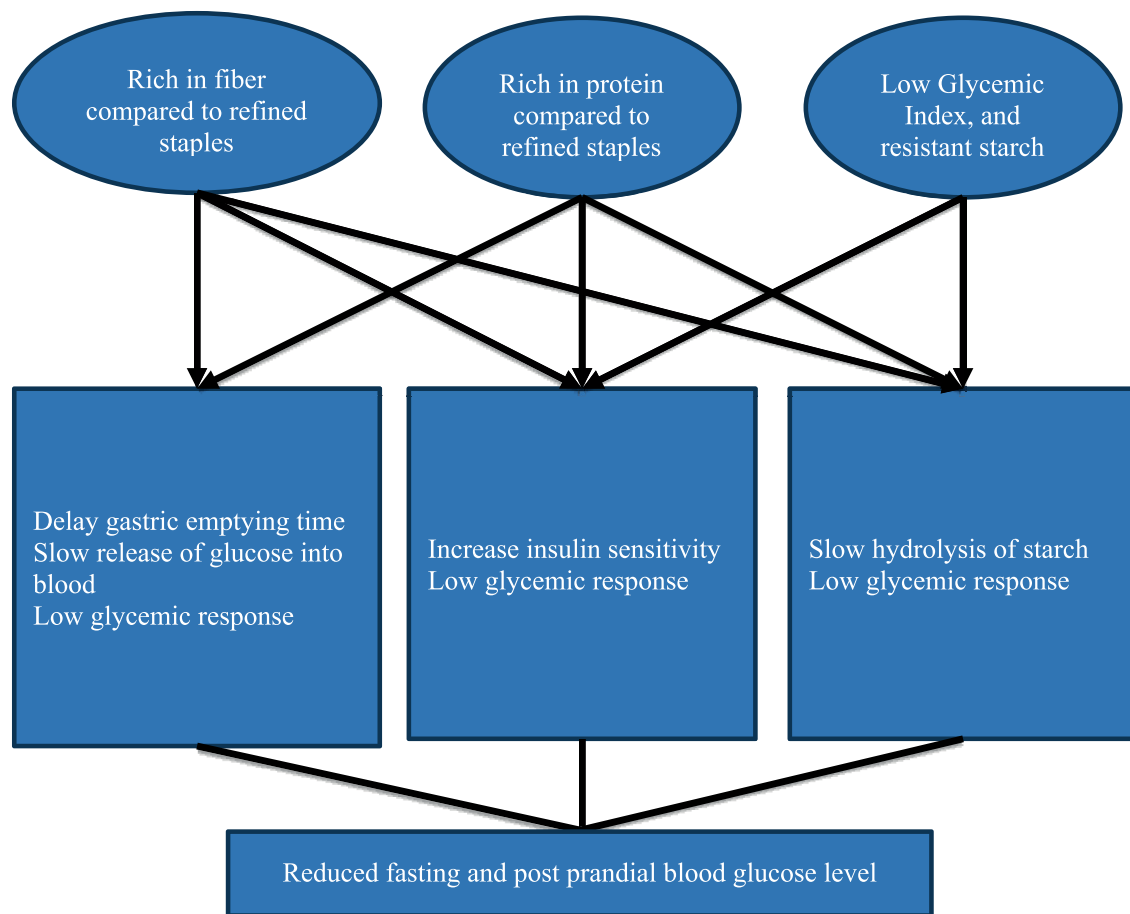 Rich in fiber
compared to refined
staples
Rich in protein
compared to
refined staples
Low Glycemic
Index, and
resistant starch
Delay gastric emptying time
Slow release of glucose into
blood
Low glycemic response
Increase insulin sensitivity
Low glycemic response
Slow hydrolysis of starch
Low glycemic response
Reduced fasting and post prandial blood glucose level